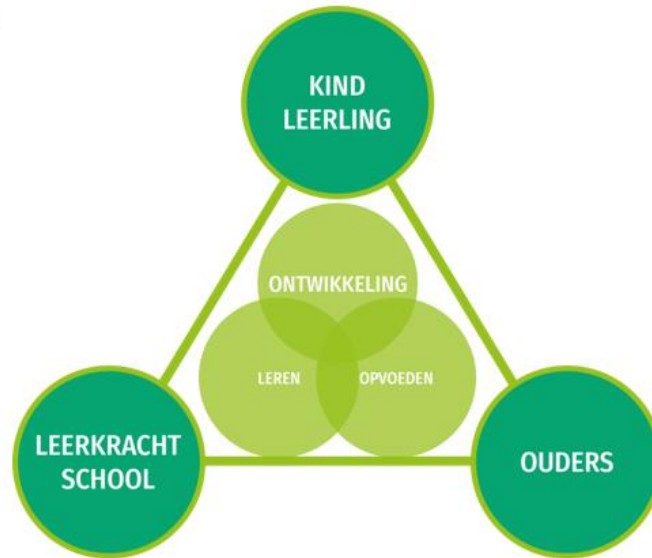 KIND
LEERLING
ONTWIKKELING
LEREN
OPVOEDEN
LEERKRACHT
SCHOOL
OUDERS